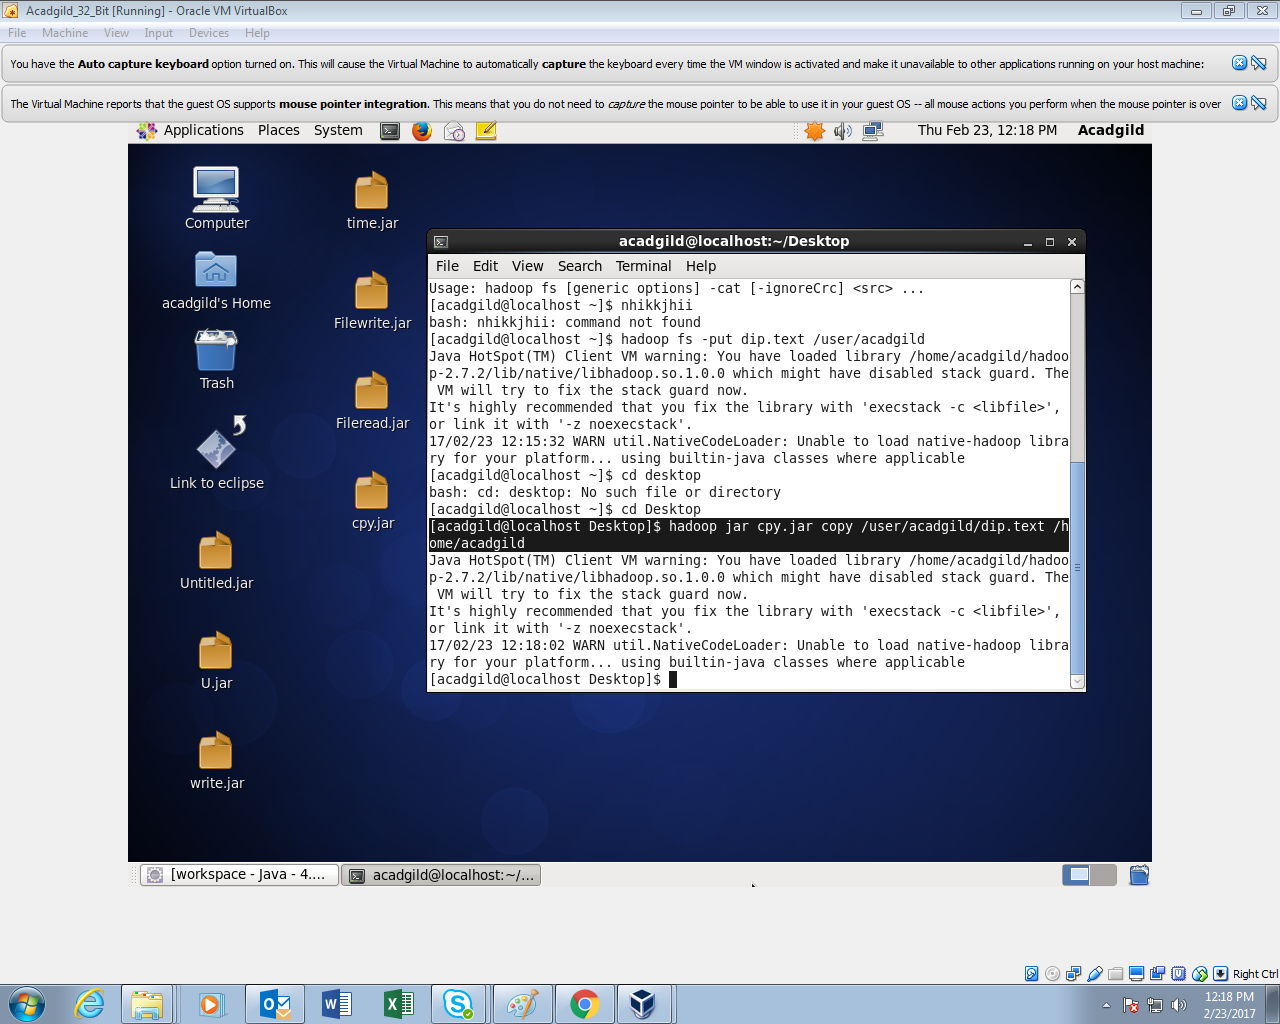 Acadgild_32_Bit [Running] - Oracle VM VirtualBox
File Machine View Input Devices Help
You have the Auto capture keyboard option turned on. This will cause the Virtual Machine to automatically capture the keyboard every time the VM window is activated and make it unavailable to other applications running on your host machine:
The Virtual Machine reports that the guest OS supports mouse pointer integration. This means that you do not need to capture the mouse pointer to be able to use it in your guest OS -- all mouse actions you perform when the mouse pointer is over
Applications Places System Thu Feb 23, 12:18 PM Acadgild
Computer
time.jar
acadgild's Home
Filewrite.jar
Trash
Fileread.jar
Link to eclipse
cpy.jar
Untitled.jar
U.jar
write.jar
acadgild@localhost:~/Desktop
File Edit View Search Terminal Help
Usage: hadoop fs [generic options] -cat [-ignoreCrc] <src> ...
[acadgild@localhost ~]$ nhikkjhii
bash: nhikkjhii: command not found
[acadgild@localhost ~]$ hadoop fs -put dip.text /user/acadgild
Java HotSpot(TM) Client VM warning: You have loaded library /home/acadgild/hadoo
p-2.7.2/lib/native/libhadoop.so.1.0.0 which might have disabled stack guard. The
VM will try to fix the stack guard now.
It's highly recommended that you fix the library with 'execstack -c <libfile>',
or link it with '-z noexecstack'.
17/02/23 12:15:32 WARN util.NativeCodeLoader: Unable to load native-hadoop libra
ry for your platform... using builtin-java classes where applicable
[acadgild@localhost ~]$ cd desktop
bash: cd: desktop: No such file or directory
[acadgild@localhost ~]$ cd Desktop
[acadgild@localhost Desktop]$ hadoop jar cpy.jar copy /user/acadgild/dip.text /h
ome/acadgild
Java HotSpot(TM) Client VM warning: You have loaded library /home/acadgild/hadoo
p-2.7.2/lib/native/libhadoop.so.1.0.0 which might have disabled stack guard. The
VM will try to fix the stack guard now.
It's highly recommended that you fix the library with 'execstack -c <libfile>',
or link it with '-z noexecstack'.
17/02/23 12:18:02 WARN util.NativeCodeLoader: Unable to load native-hadoop libra
ry for your platform... using builtin-java classes where applicable
[acadgild@localhost Desktop]$
[workspace - Java - 4.... acadgild@localhost:~/...
Right Ctrl
12:18 PM
2/23/2017